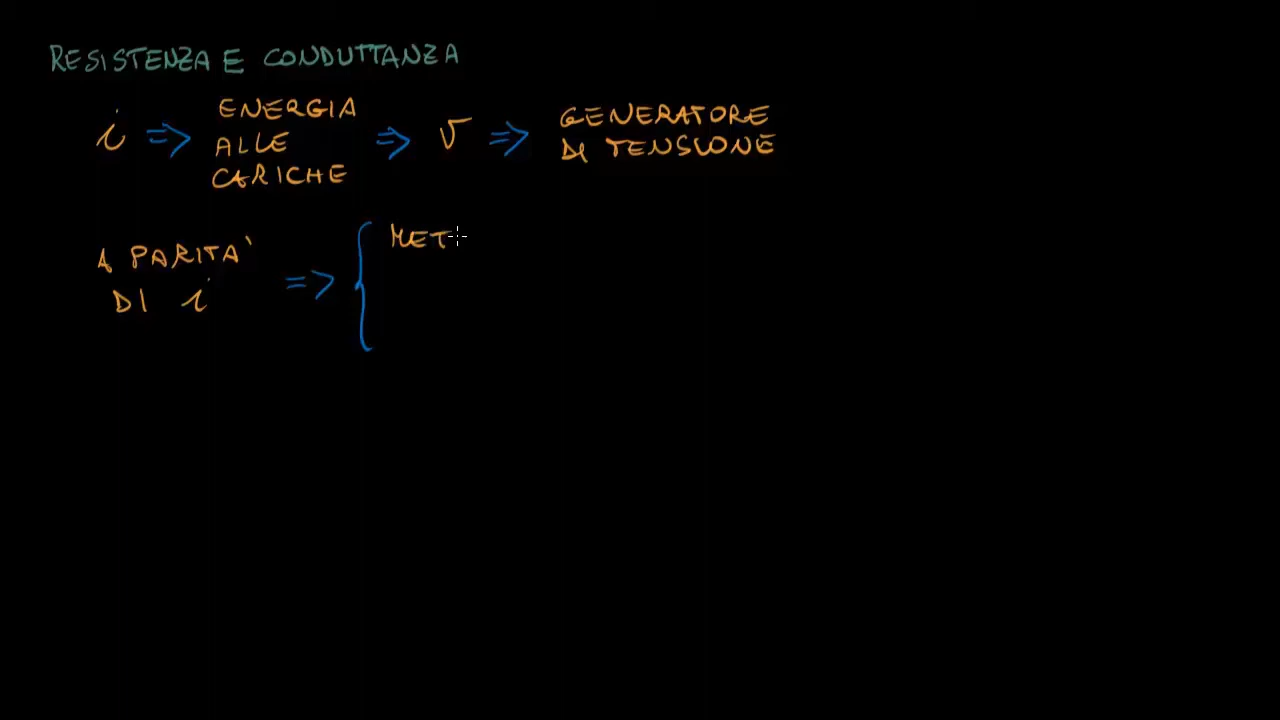 RESISTENZA E CONDUTTANZA
i => ENERGIA ALLE CARICHE => v => GENERATORE DI TENSIONE
A PARITA' DI i => { MET